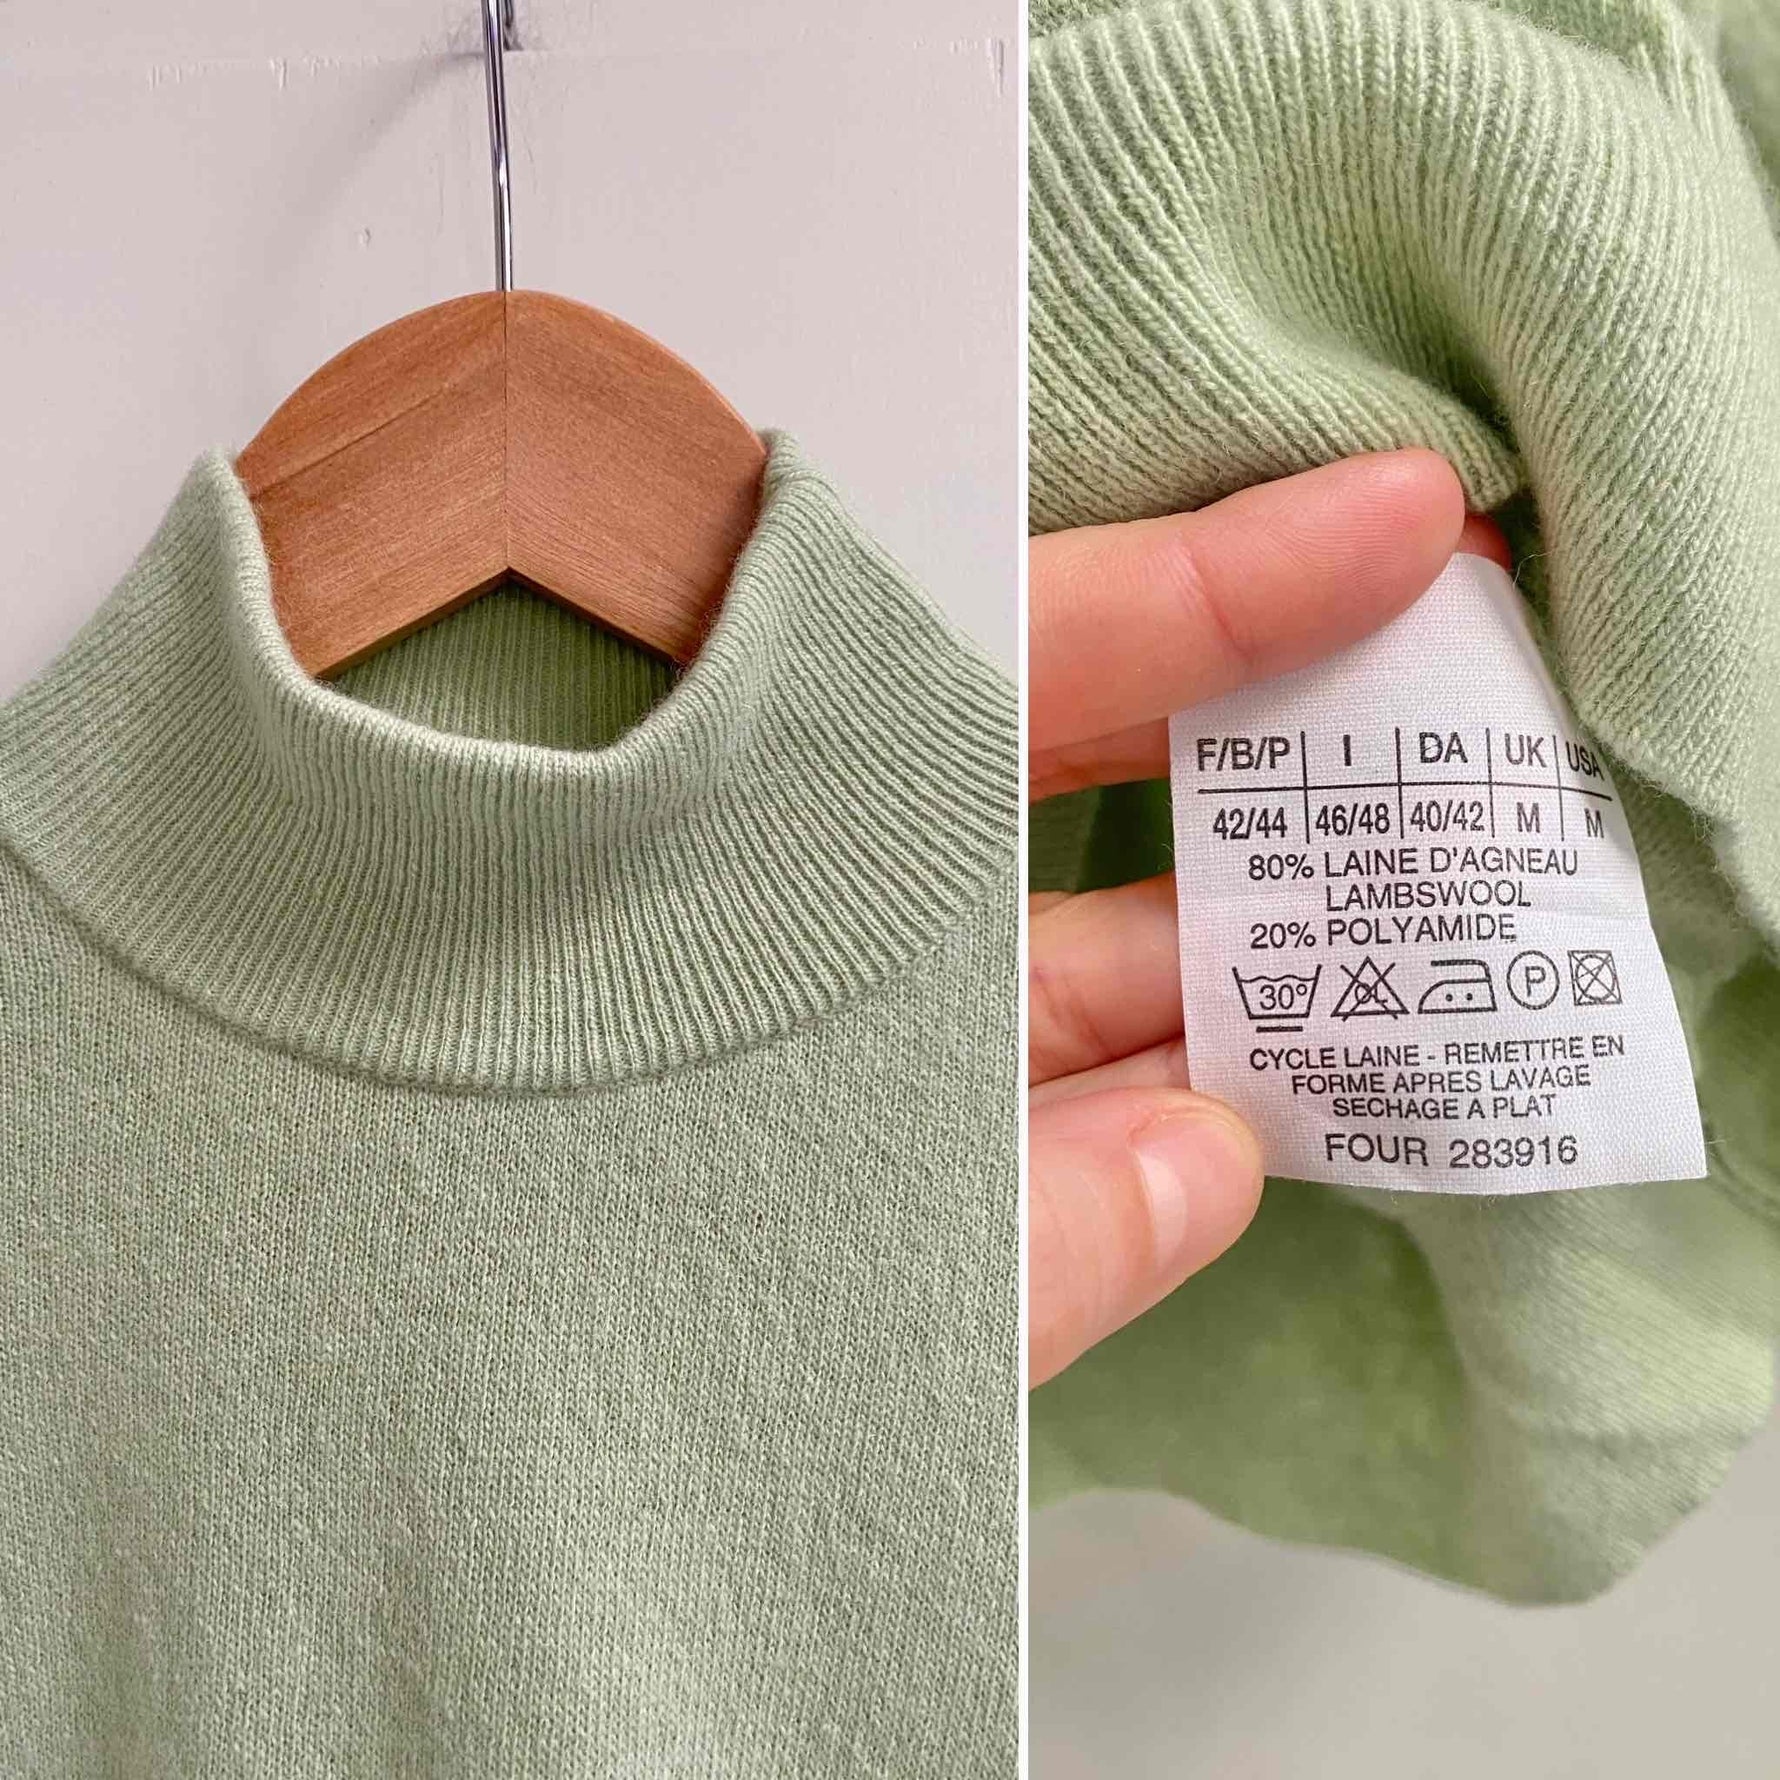 F/B/P | I | DA | UK | USA
42/44 | 46/48 | 40/42 | M | M
80% LAINE D'AGNEAU
LAMBSWOOL
20% POLYAMIDE
30° CL P
CYCLE LAINE - REMETTRE EN
FORME APRES LAVAGE
SECHAGE A PLAT
FOUR 283916